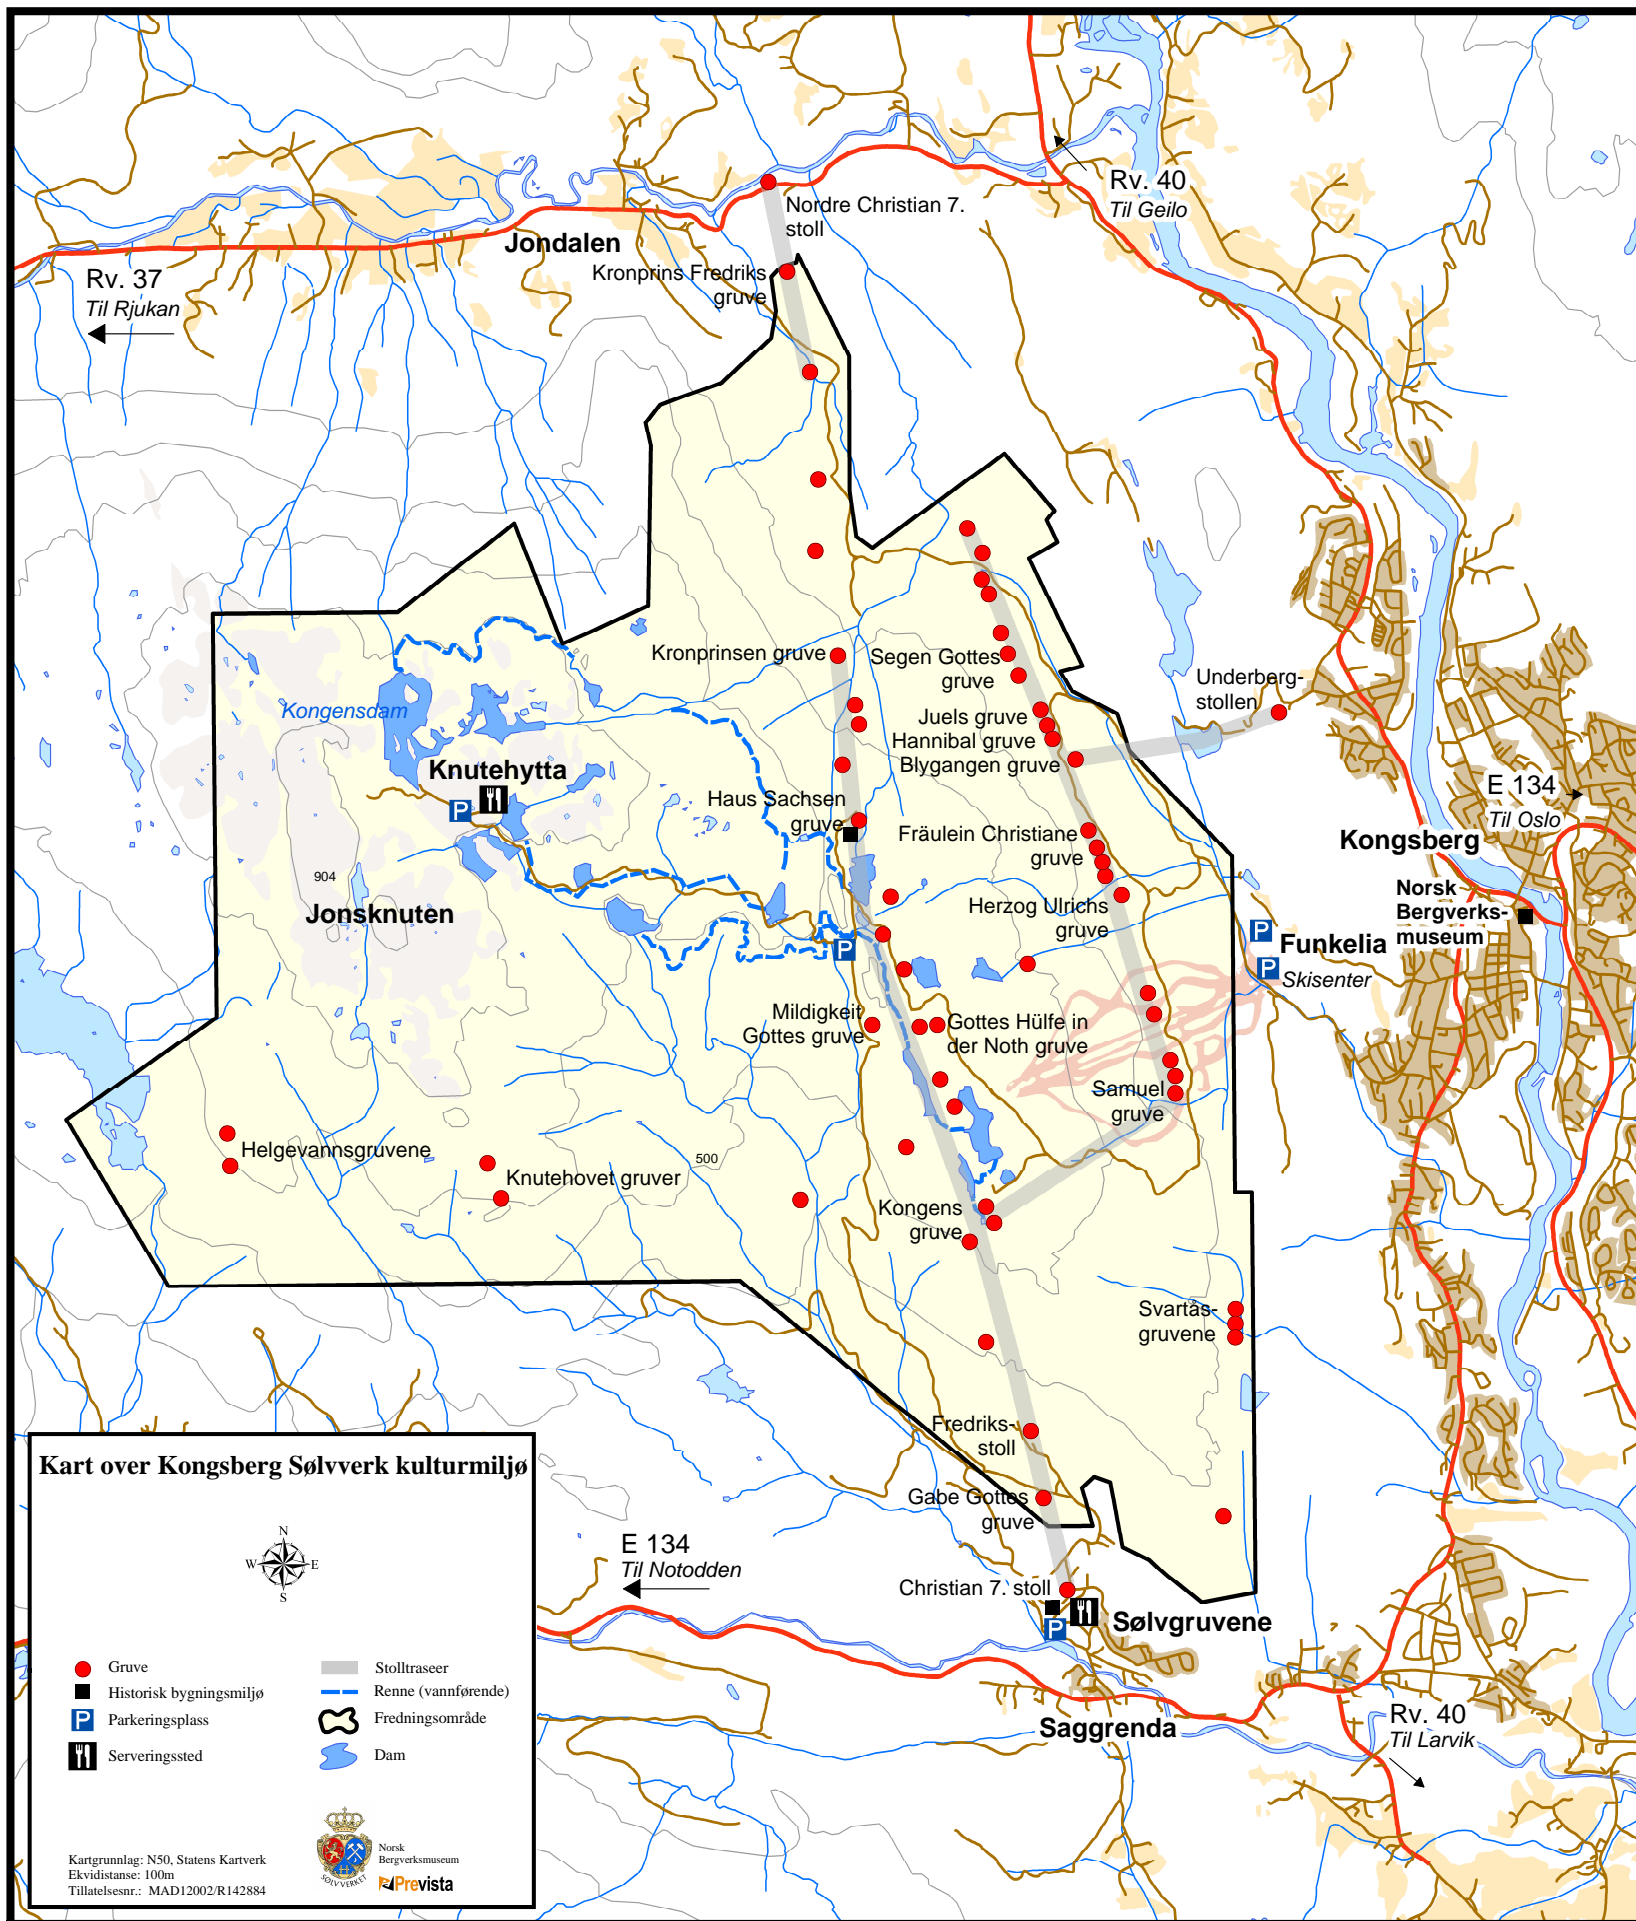 Rv. 40
Til Geilo
Nordre Christian 7.
stoll
Jondalen
Rv. 37
Til Rjukan
Kronprins Fredriks
gruve
Kronprinsen gruve
Segen Gottes
gruve
Underberg-
stollen
Kongensdam
Juels gruve
Hannibal gruve
Blygangen gruve
Knutehytta
P
E 134
Til Oslo
Haus Sachsen
gruve
Fräulein Christiane
gruve
Kongsberg
904
Jonsknuten
Herzog Ulrichs
gruve
Norsk
Bergverks-
museum
P
Funkelia
P
Skisenter
P
Mildigkeit
Gottes gruve
Gottes Hülfe in
der Noth gruve
Samuel
gruve
Helgevannsgruvene
Knutehovet gruver
500
Kongens
gruve
Svartås-
gruvene
Fredriks-
stoll
Gabe Gottes
gruve
E 134
Til Notodden
Christian 7. stoll
P
Sølvgruvene
Saggrenda
Rv. 40
Til Larvik
Kart over Kongsberg Sølvverk kulturmiljø
N
W E
S
Gruve
Historisk bygningsmiljø
P Parkeringsplass
Serveringssted
Stolltraseer
Renne (vannførende)
Fredningsområde
Dam
Kartgrunnlag: N50, Statens Kartverk
Ekvidistanse: 100m
Tillatelsesnr.: MAD12002/R142884
SØLVVERKET
Norsk
Bergverksmuseum
Prevista